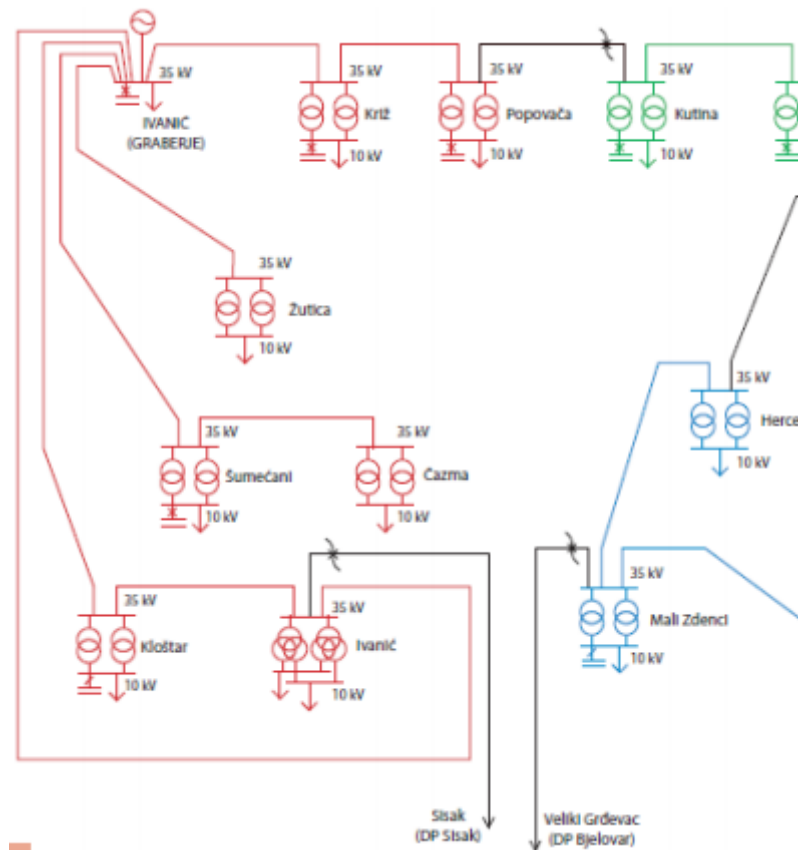 35 kV
IVANIĆ
(GRABERJE)
35 kV
Križ
10 kV
35 kV
Popovača
10 kV
35 kV
Kutina
10 kV
35 kV
Žutica
10 kV
35 kV
Šumećani
10 kV
35 kV
Čazma
10 kV
35 kV
Herce
10 kV
35 kV
Kloštar
10 kV
35 kV
Ivanić
10 kV
35 kV
Mali Zdenci
10 kV
Sisak
(DP Sisak)
Veliki Grđevac
(DP Bjelovar)